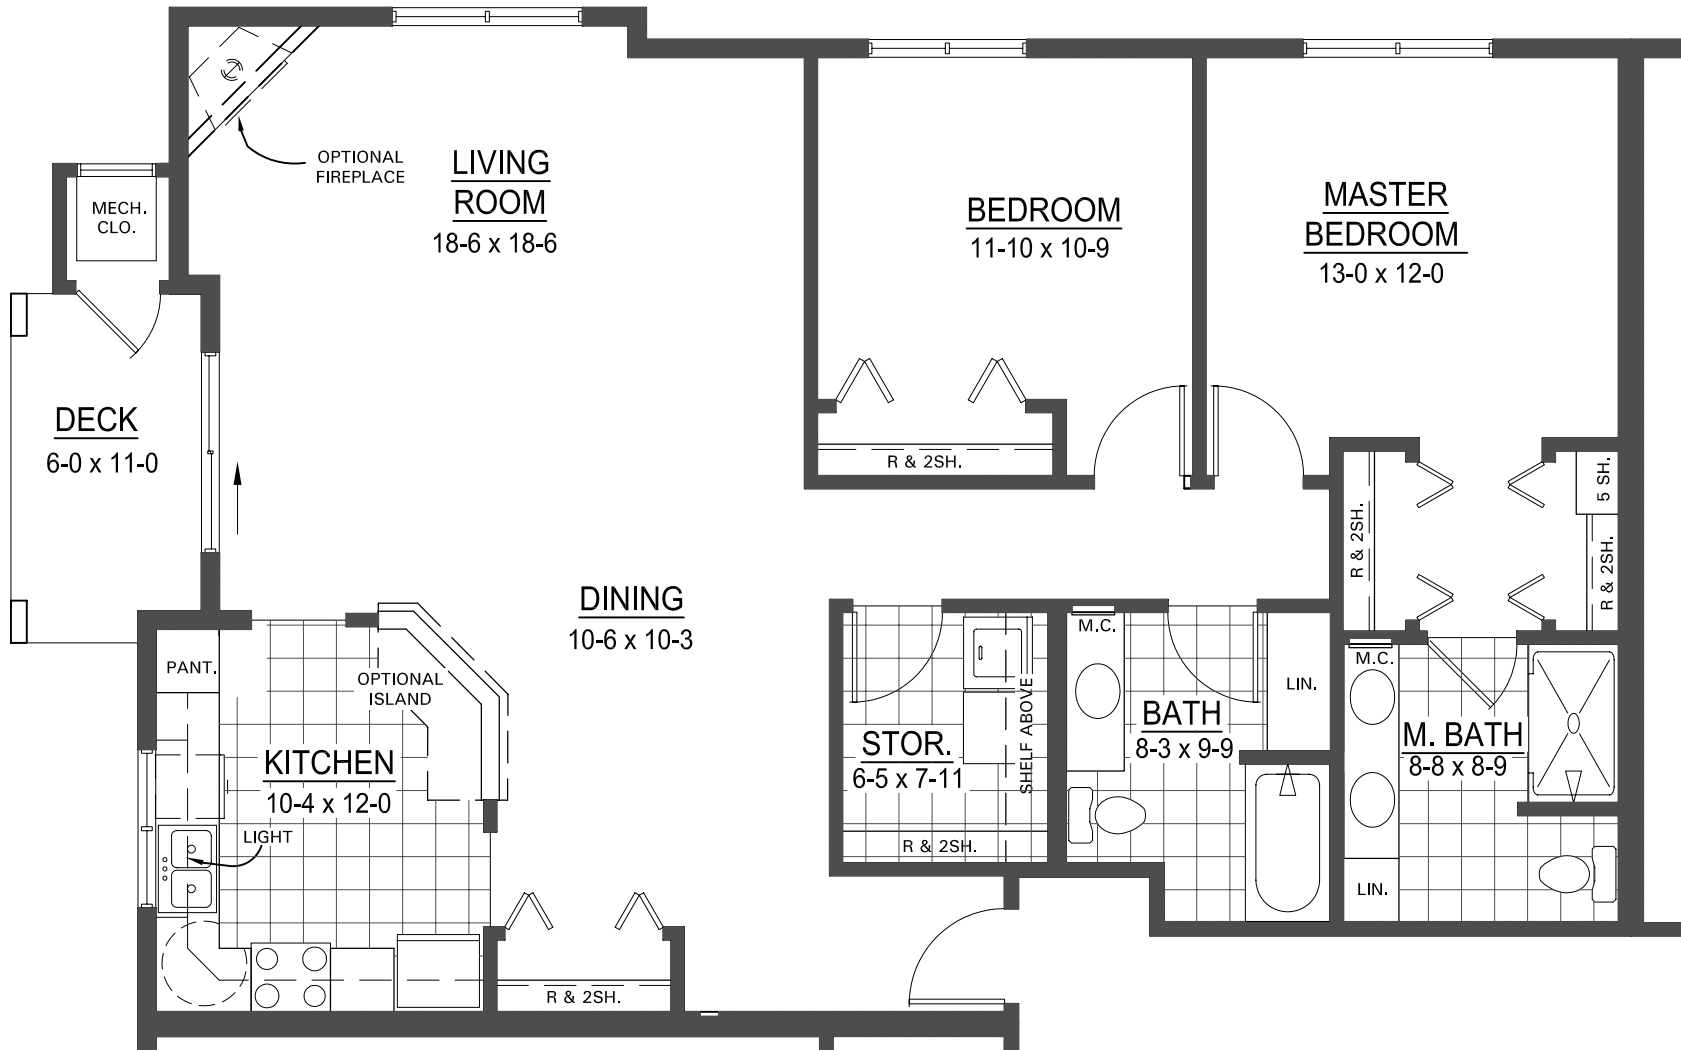 OPTIONAL
FIREPLACE
LIVING
ROOM
18-6 x 18-6
MECH.
CLO.
BEDROOM
11-10 x 10-9
MASTER
BEDROOM
13-0 x 12-0
DECK
6-0 x 11-0
R & 2SH.
R & 2SH.
5 SH.
R & 2SH.
DINING
10-6 x 10-3
PANT.
OPTIONAL
ISLAND
KITCHEN
10-4 x 12-0
LIGHT
R & 2SH.
STOR.
6-5 x 7-11
SHELF ABOVE
R & 2SH.
M.C.
BATH
8-3 x 9-9
LIN.
M.C.
M. BATH
8-8 x 8-9
LIN.